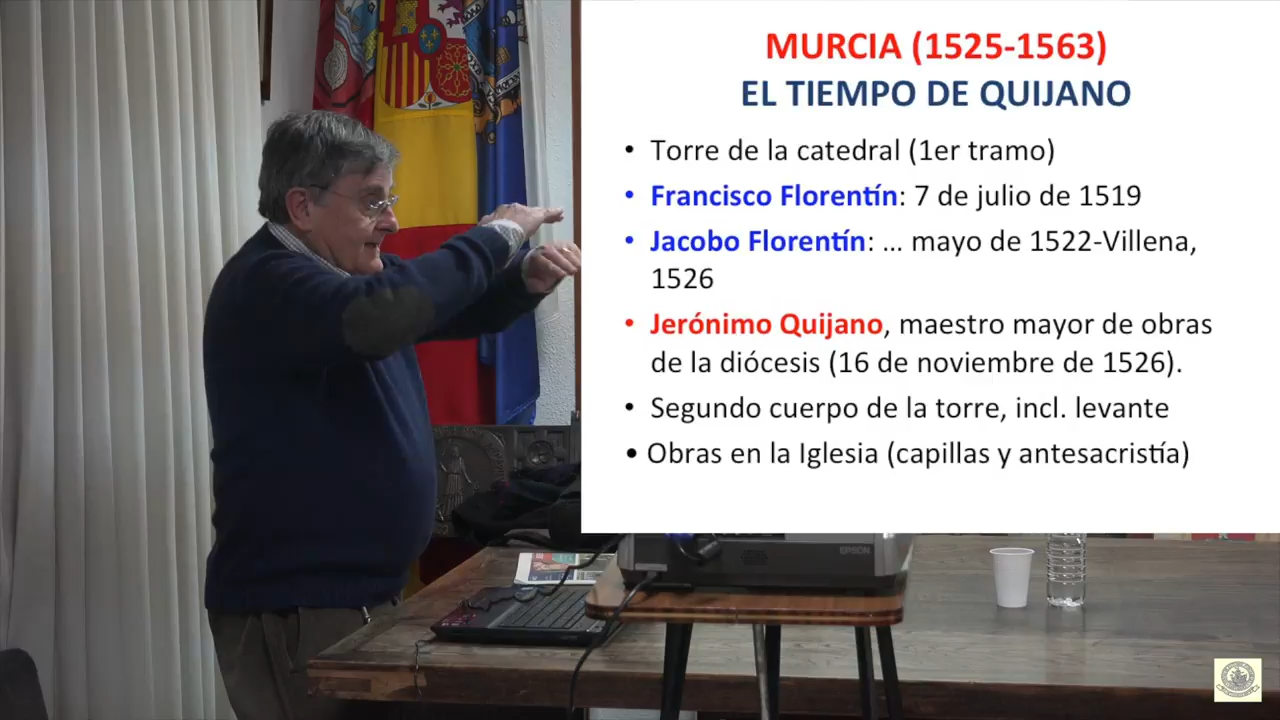 MURCIA (1525-1563)
EL TIEMPO DE QUIJANO
• Torre de la catedral (1er tramo)
• Francisco Florentín: 7 de julio de 1519
• Jacobo Florentín: ... mayo de 1522-Villena,
1526
• Jerónimo Quijano, maestro mayor de obras
de la diócesis (16 de noviembre de 1526).
• Segundo cuerpo de la torre, incl. levante
• Obras en la Iglesia (capillas y antesacristía)
EPSON